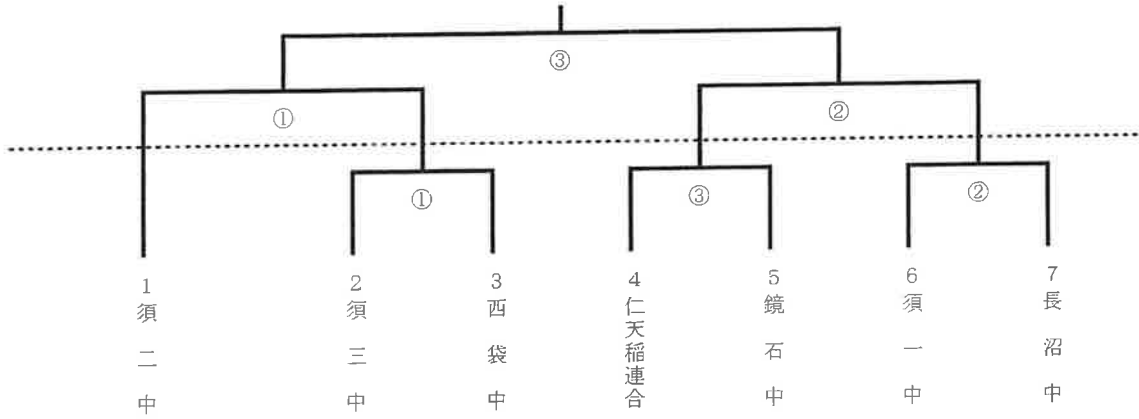 ③
①
②
①
③
②
1須二中
2須三中
3西袋中
4仁天稲連合
5鏡石中
6須一中
7長沼中